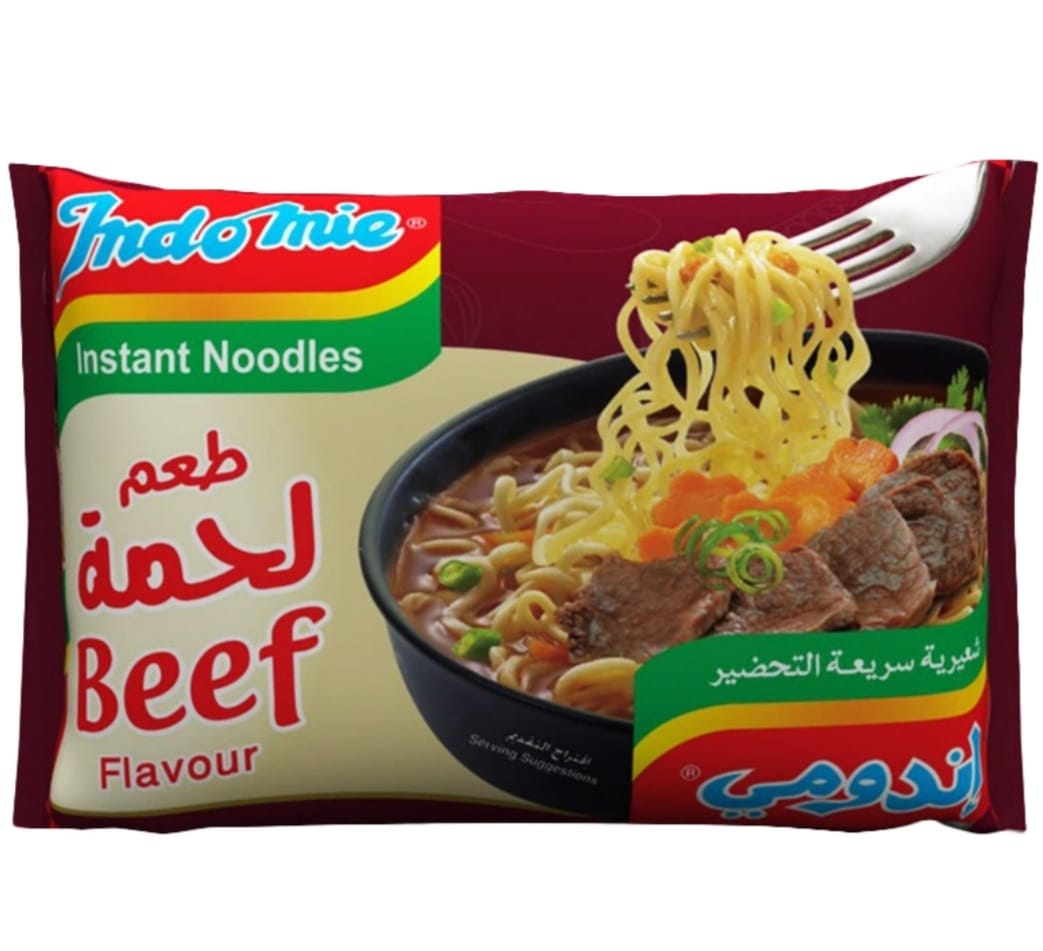 Indomie®
Instant Noodles
طعم
لحمة
Beef
Flavour
اقتراح التقديم
Serving Suggestions
شعيرية سريعة التحضير
إندومي®